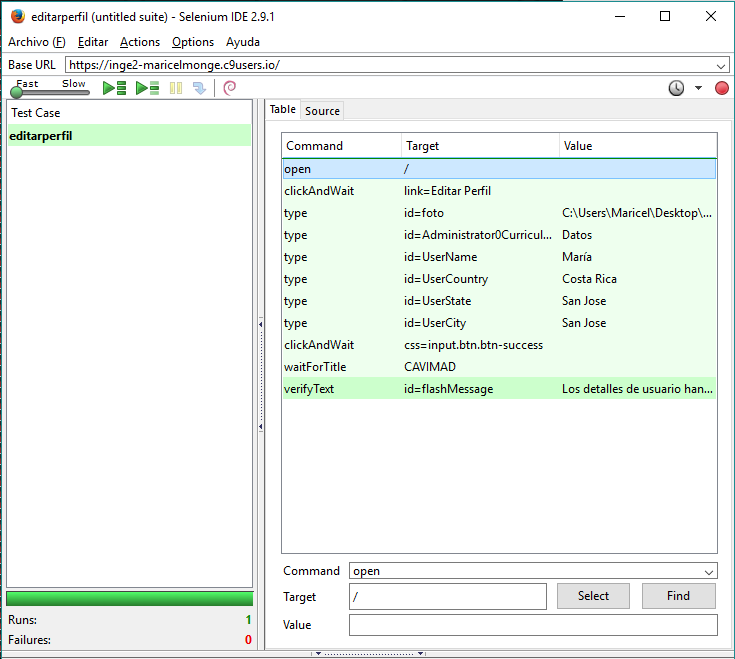 editarperfil (untitled suite) - Selenium IDE 2.9.1
Archivo (F) Editar Actions Options Ayuda
Base URL https://inge2-maricelmonge.c9users.io/
Fast Slow
Test Case
editarperfil
Table Source
Command Target Value
open /
clickAndWait link=Editar Perfil
type id=foto C:\Users\Maricel\Desktop\...
type id=Administrator0Curricul... Datos
type id=UserName María
type id=UserCountry Costa Rica
type id=UserState San Jose
type id=UserCity San Jose
clickAndWait css=input.btn.btn-success
waitForTitle CAVIMAD
verifyText id=flashMessage Los detalles de usuario han...
Command open
Target / Select Find
Value
Runs: 1
Failures: 0